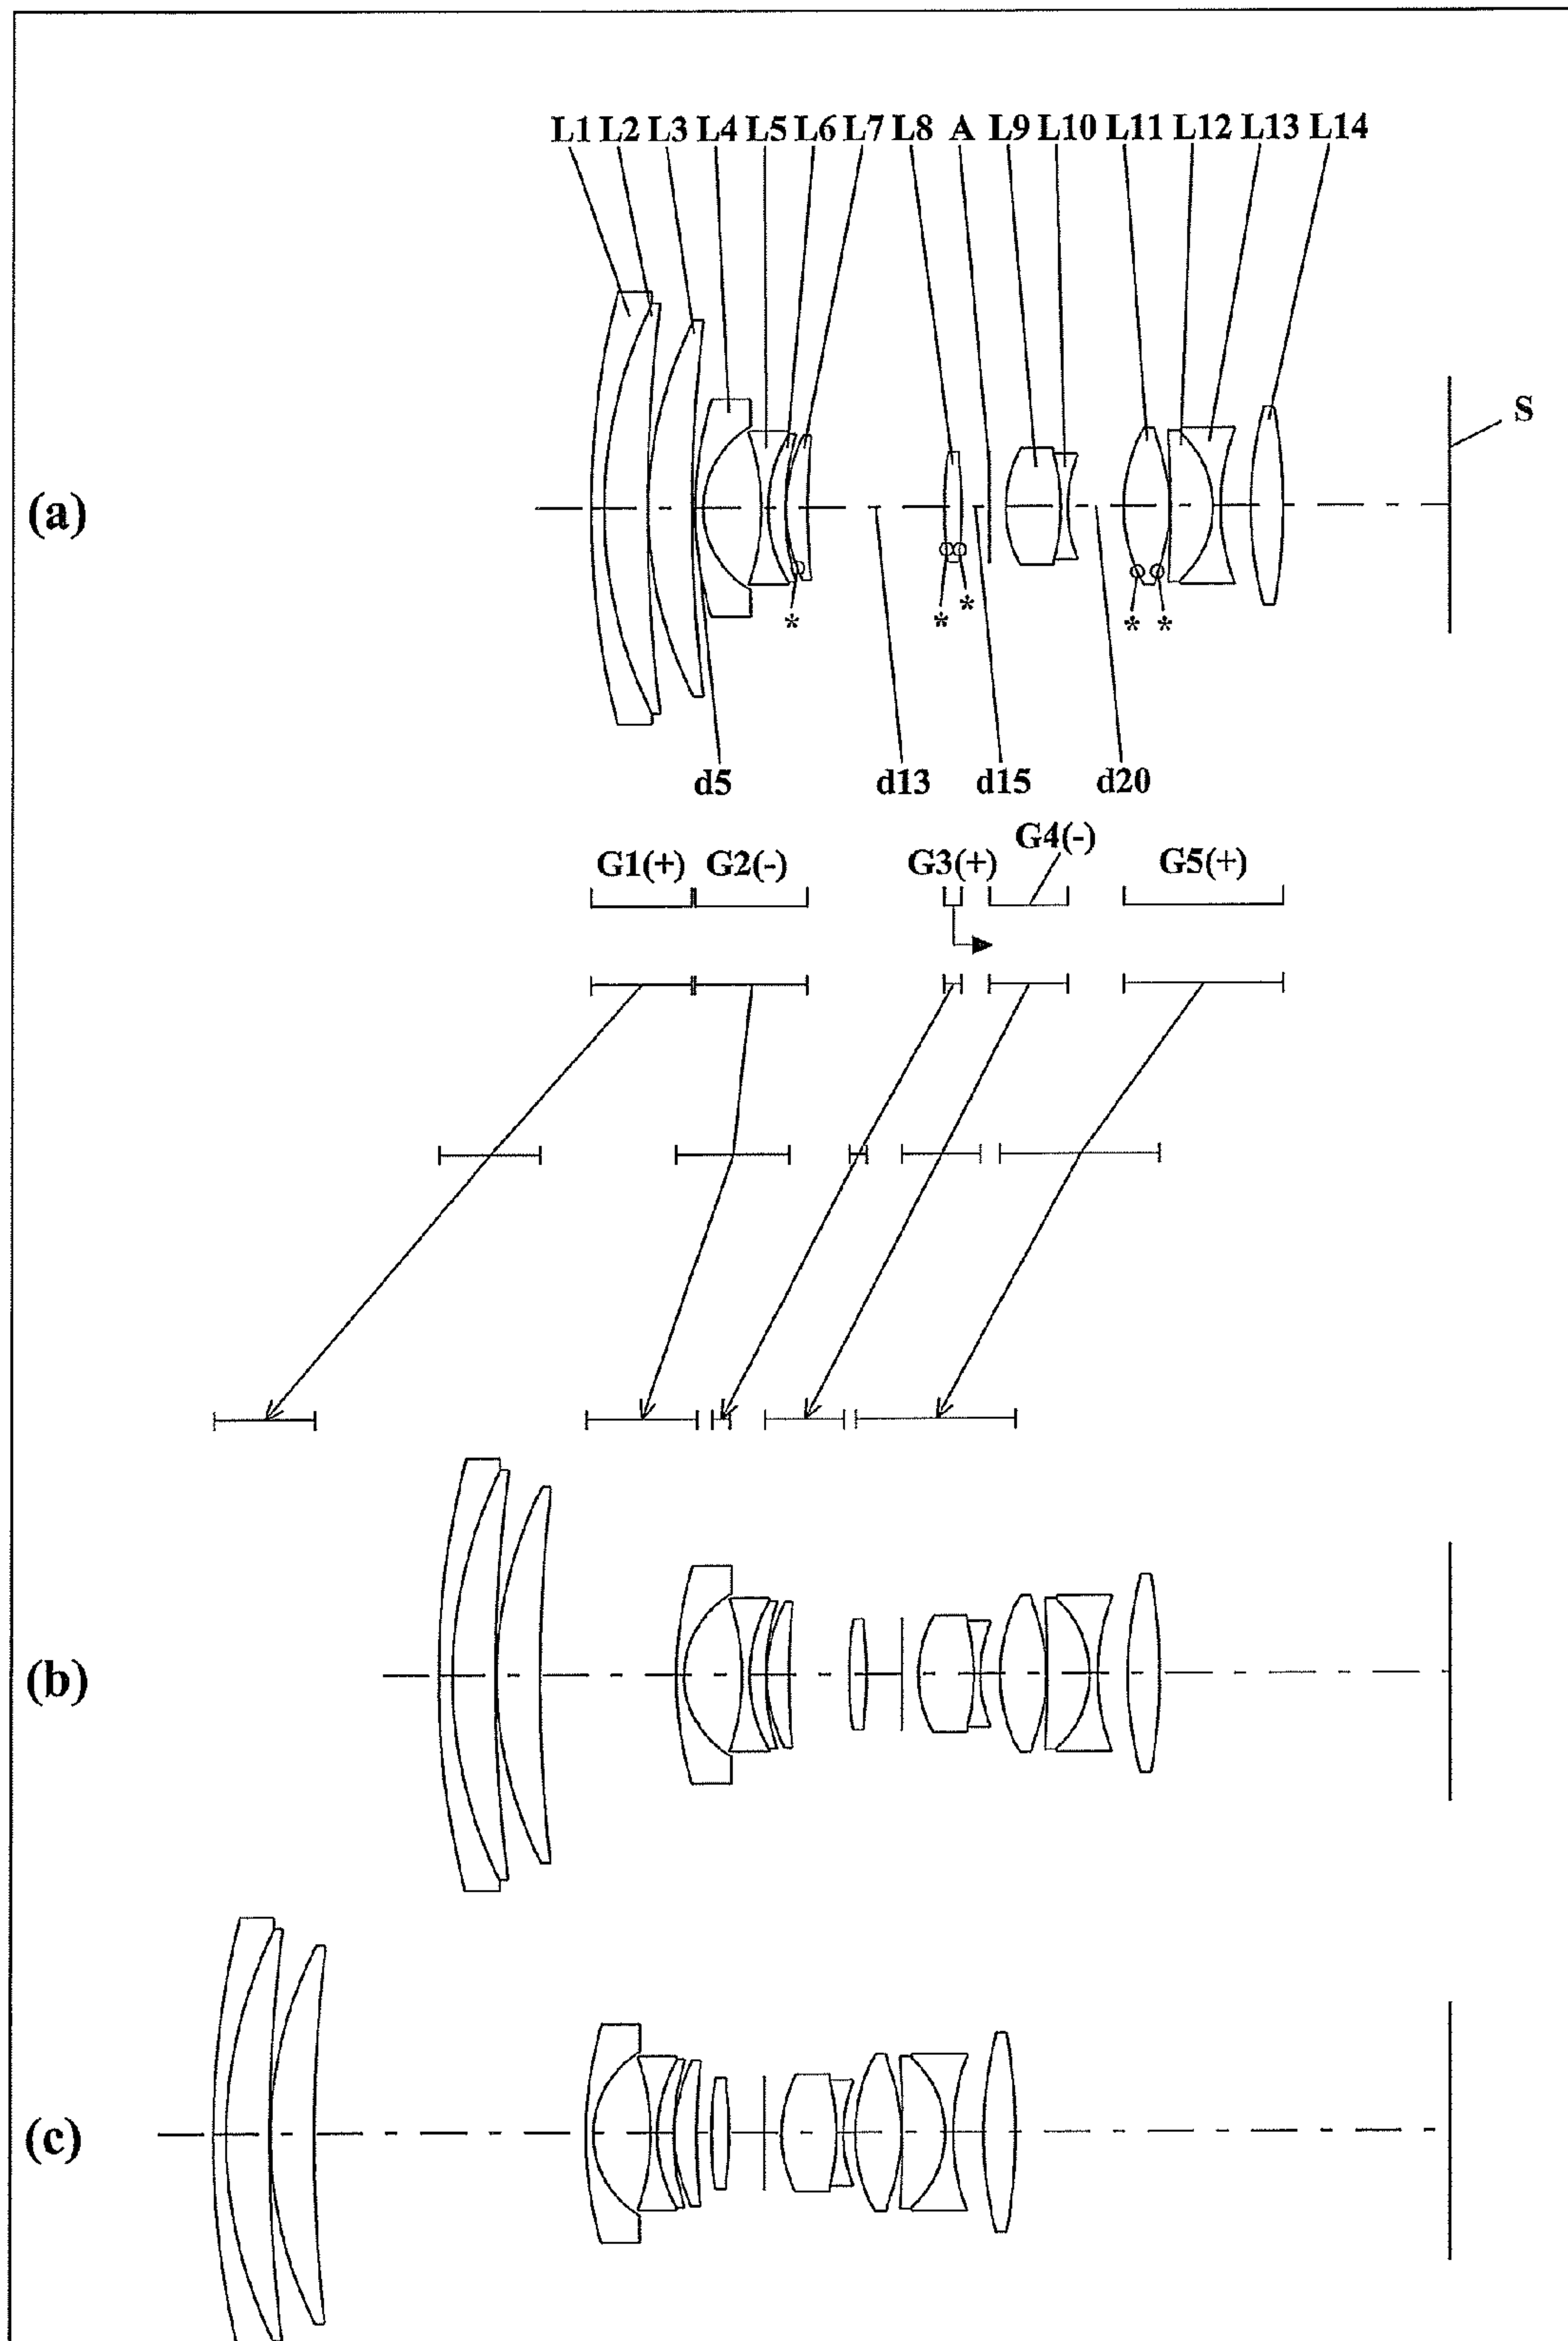 L1 L2 L3 L4 L5 L6 L7 L8 A L9 L10 L11 L12 L13 L14
S
(a)
* * * * *
d5 d13 d15 d20
G1(+) G2(-) G3(+) G4(-) G5(+)
(b)
(c)